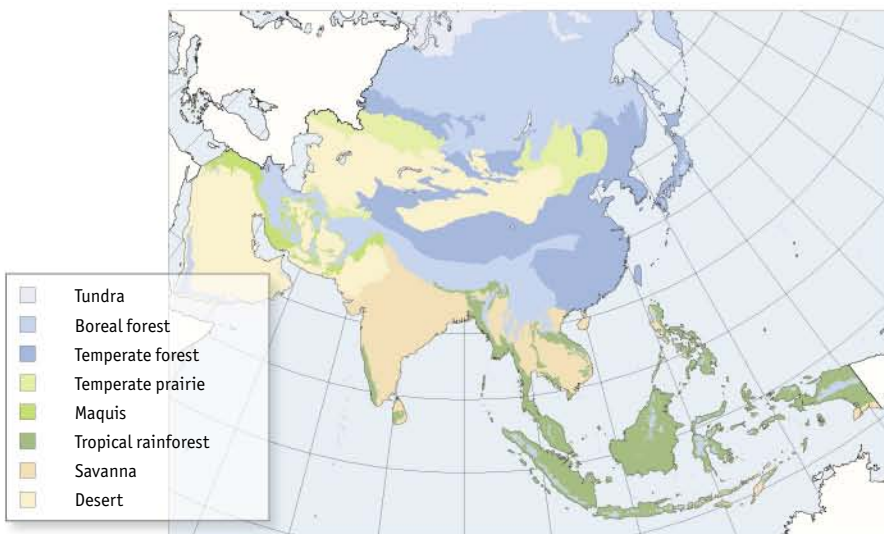 Tundra
Boreal forest
Temperate forest
Temperate prairie
Maquis
Tropical rainforest
Savanna
Desert